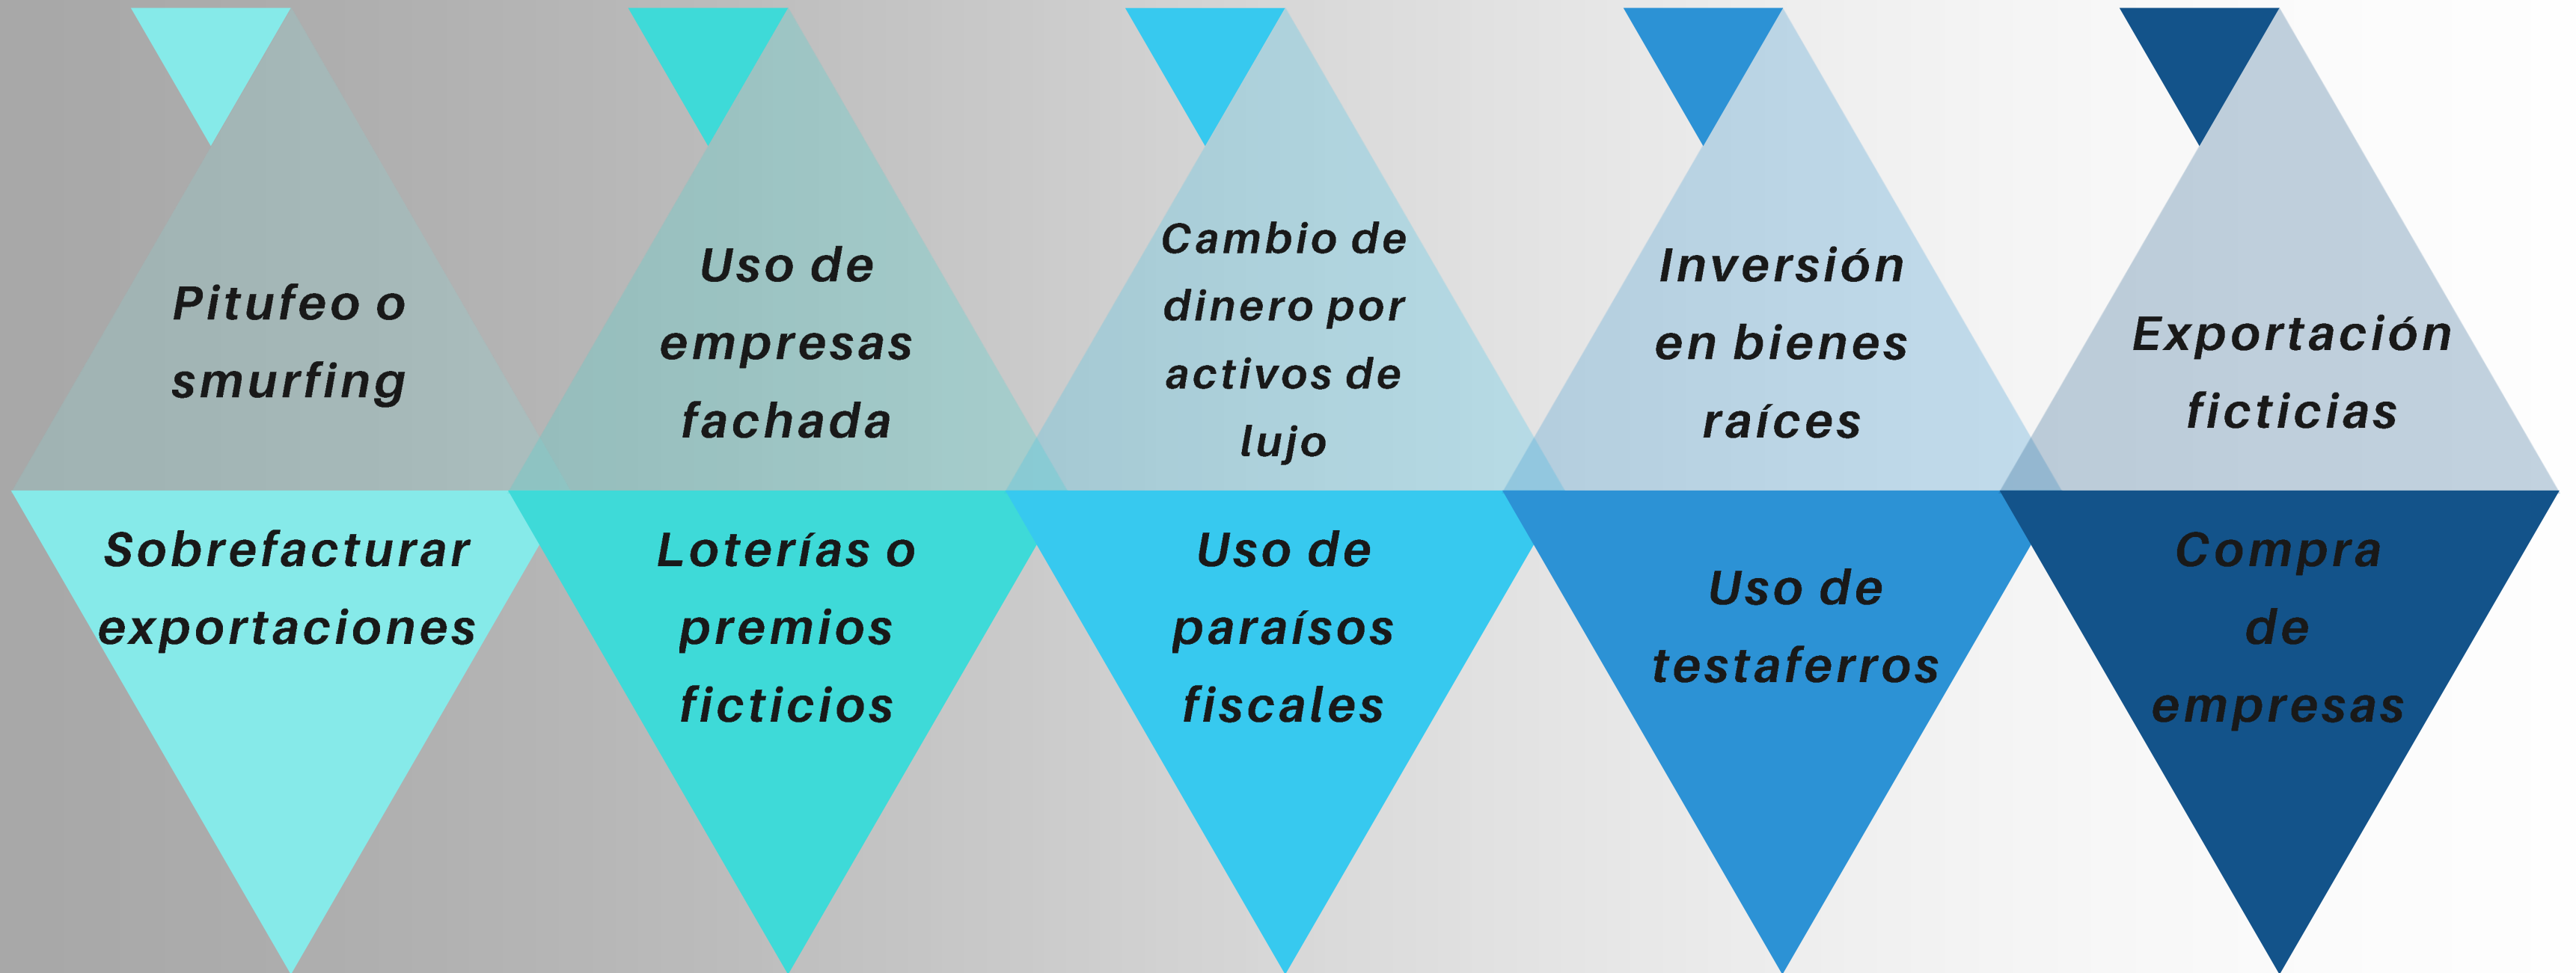 Pitufeo o
smurfing
Uso de
empresas
fachada
Cambio de
dinero por
activos de
lujo
Inversión
en bienes
raíces
Exportación
ficticias
Sobrefacturar
exportaciones
Loterías o
premios
ficticios
Uso de
paraísos
fiscales
Uso de
testaferros
Compra
de
empresas